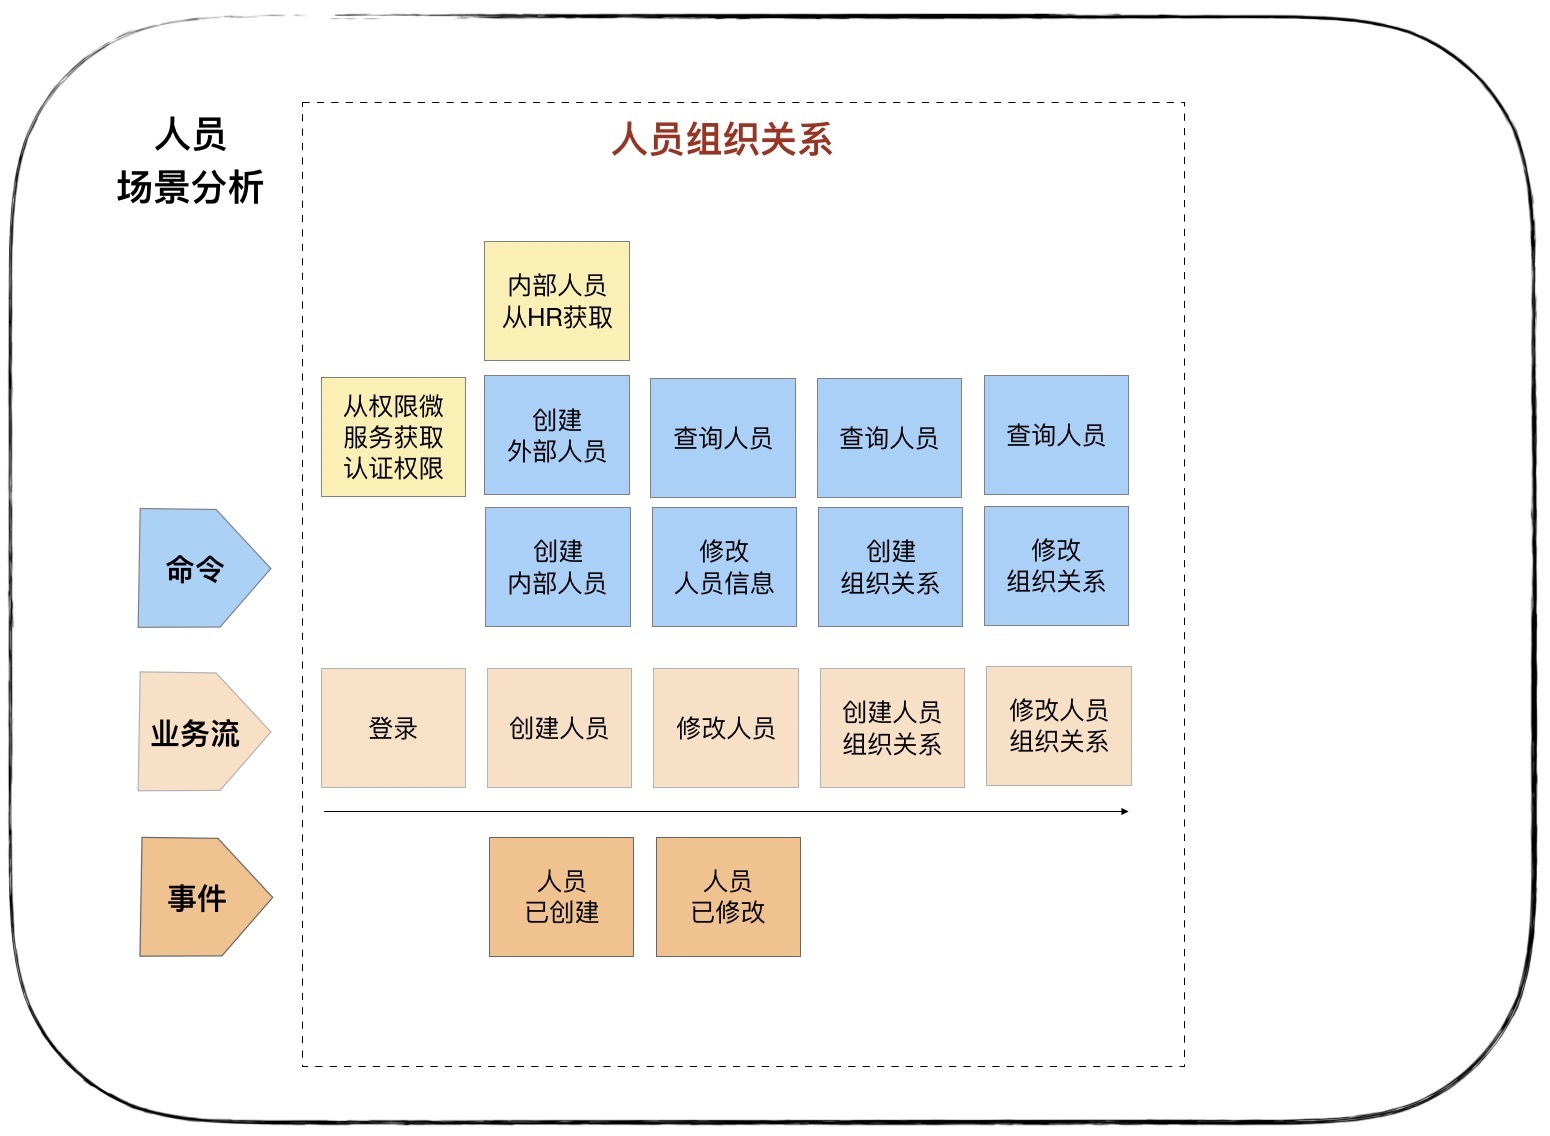 人员
场景分析
人员组织关系
内部人员
从HR获取
从权限微
服务获取
认证权限
创建
外部人员
查询人员
查询人员
查询人员
命令
创建
内部人员
修改
人员信息
创建
组织关系
修改
组织关系
业务流
登录
创建人员
修改人员
创建人员
组织关系
修改人员
组织关系
事件
人员
已创建
人员
已修改